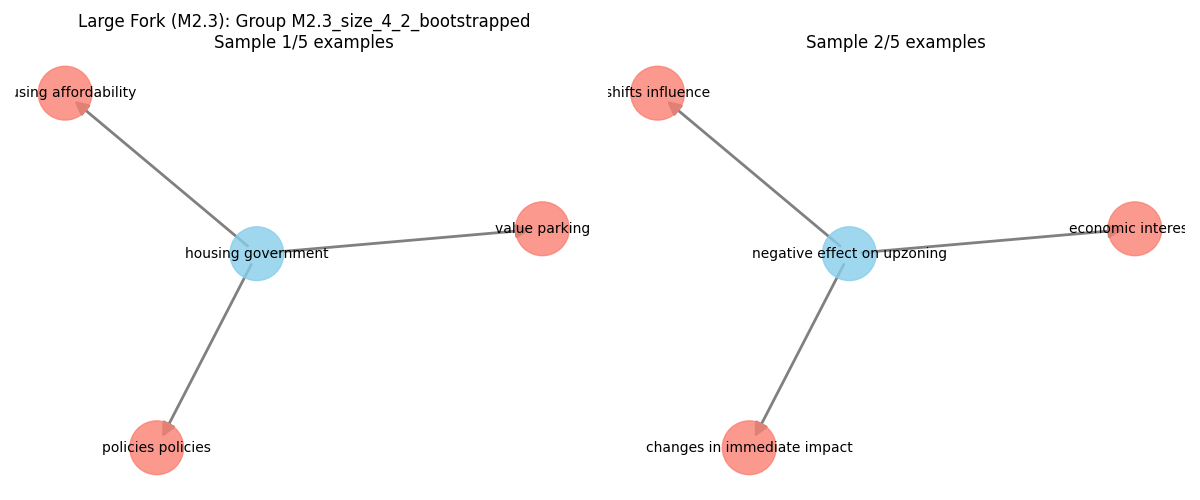 Large Fork (M2.3): Group M2.3_size_4_2_bootstrapped
Sample 1/5 examples
Sample 2/5 examples
using affordability
shifts influence
value parking
economic interes
housing government
negative effect on upzoning
policies policies
changes in immediate impact